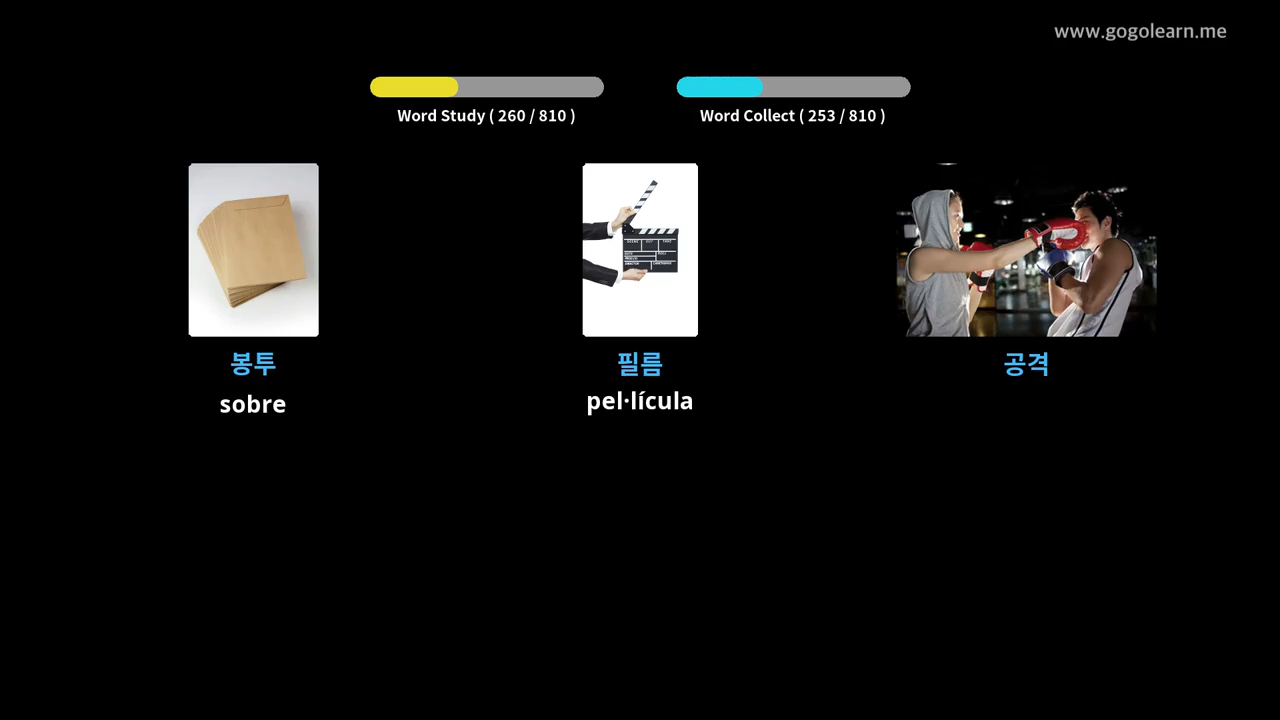 www.gogolearn.me
Word Study ( 260 / 810 )
Word Collect ( 253 / 810 )
봉투
sobre
필름
pel·lícula
공격